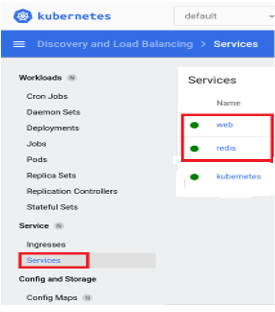 kubernetes
default
Discovery and Load Balancing > Services
Workloads N
Cron Jobs
Daemon Sets
Deployments
Jobs
Pods
Replica Sets
Replication Controllers
Stateful Sets
Service N
Ingresses
Services
Config and Storage
Config Maps N
Services
Name
web
redis
kubernetes